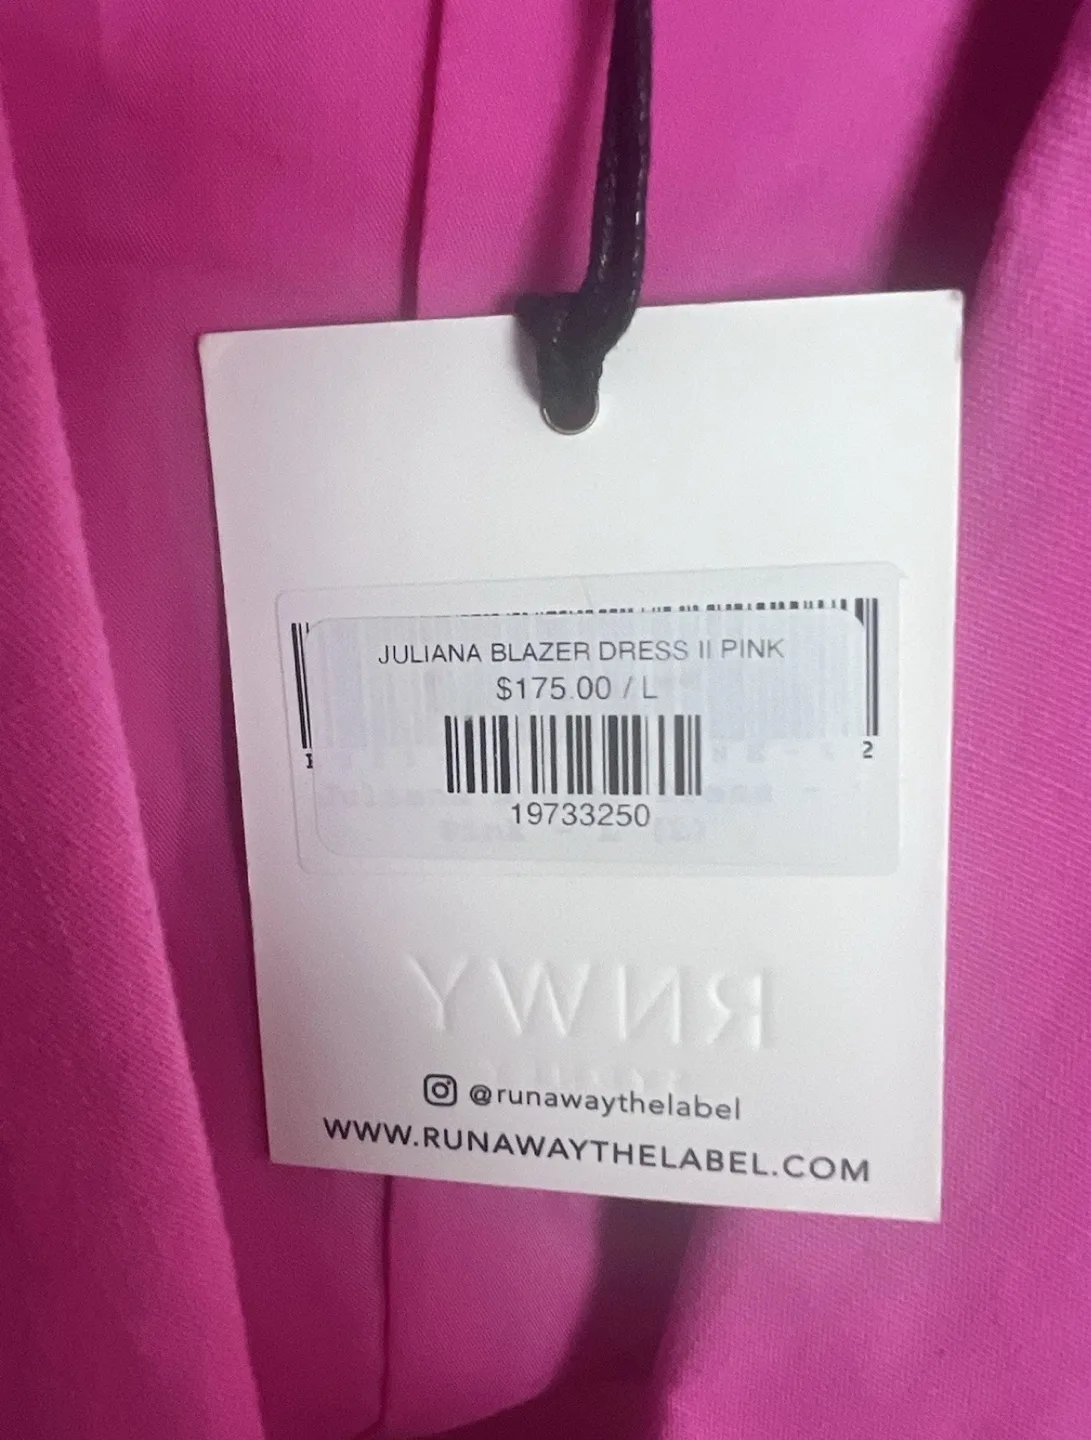 JULIANA BLAZER DRESS II PINK
$175.00 / L
2
19733250
RNWY
@runawaythelabel
WWW.RUNAWAYTHELABEL.COM